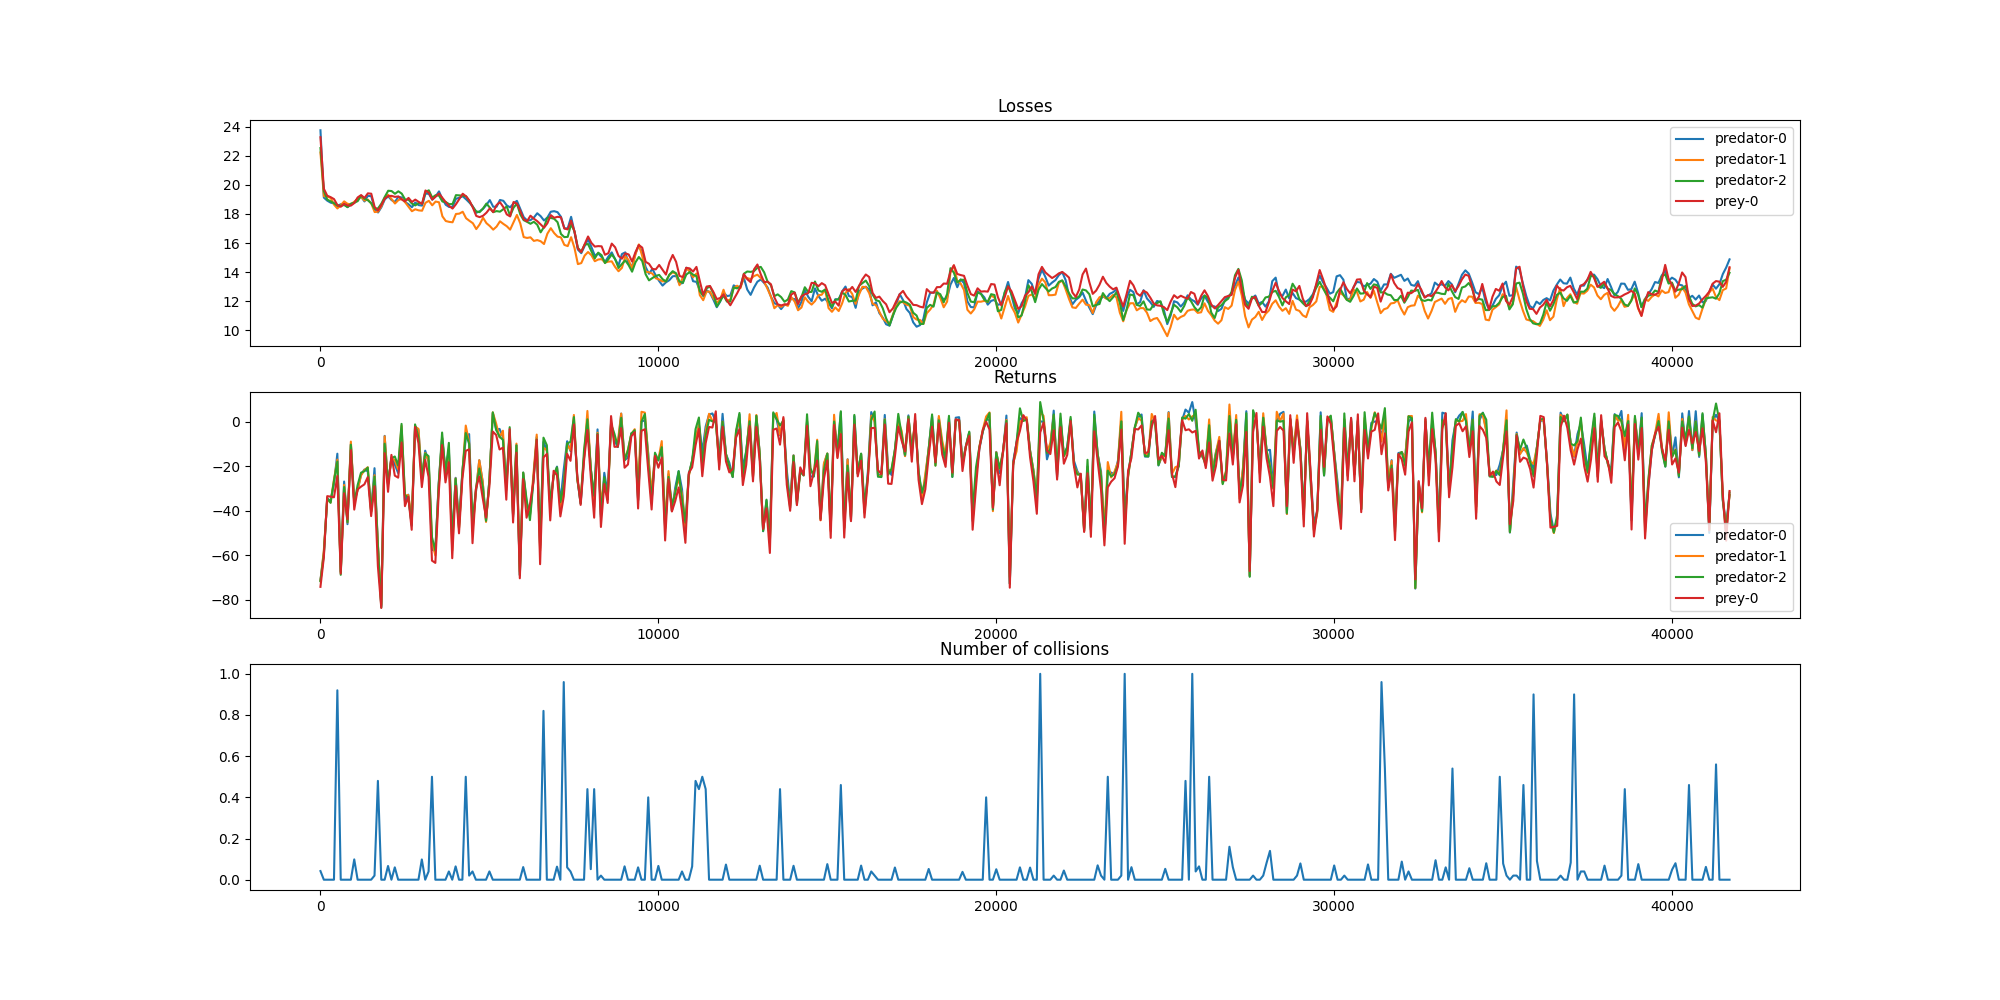 Losses
24
22
20
18
16
14
12
10
predator-0
predator-1
predator-2
prey-0
0 10000 20000 30000 40000
Returns
0
−20
−40
−60
−80
predator-0
predator-1
predator-2
prey-0
0 10000 20000 30000 40000
Number of collisions
1.0
0.8
0.6
0.4
0.2
0.0
0 10000 20000 30000 40000